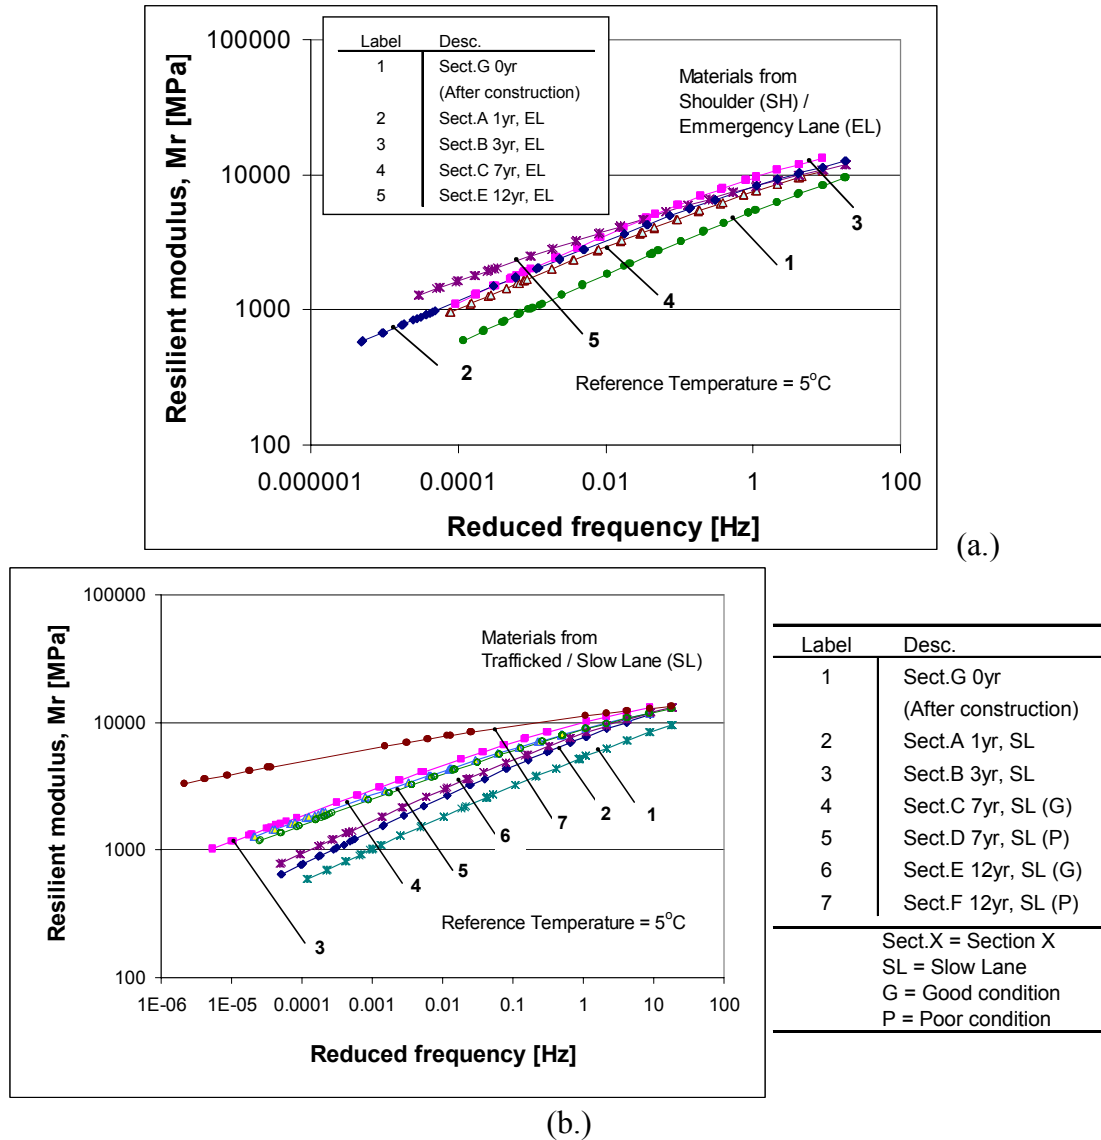 Label Desc.
1 Sect.G 0yr
(After construction)
2 Sect.A 1yr, EL
3 Sect.B 3yr, EL
4 Sect.C 7yr, EL
5 Sect.E 12yr, EL
Materials from
Shoulder (SH) /
Emmergency Lane (EL)
Resilient modulus, Mr [MPa]
100000
10000
1000
100
3
1
4
5
2
Reference Temperature = 5°C
0.000001 0.0001 0.01 1 100
Reduced frequency [Hz]
(a.)
Resilient modulus, Mr [MPa]
100000
10000
1000
100
Materials from
Trafficked / Slow Lane (SL)
7 2 1
6
5
4
3
Reference Temperature = 5°C
1E-06 1E-05 0.0001 0.001 0.01 0.1 1 10 100
Reduced frequency [Hz]
Label Desc.
1 Sect.G 0yr
(After construction)
2 Sect.A 1yr, SL
3 Sect.B 3yr, SL
4 Sect.C 7yr, SL (G)
5 Sect.D 7yr, SL (P)
6 Sect.E 12yr, SL (G)
7 Sect.F 12yr, SL (P)
Sect.X = Section X
SL = Slow Lane
G = Good condition
P = Poor condition
(b.)